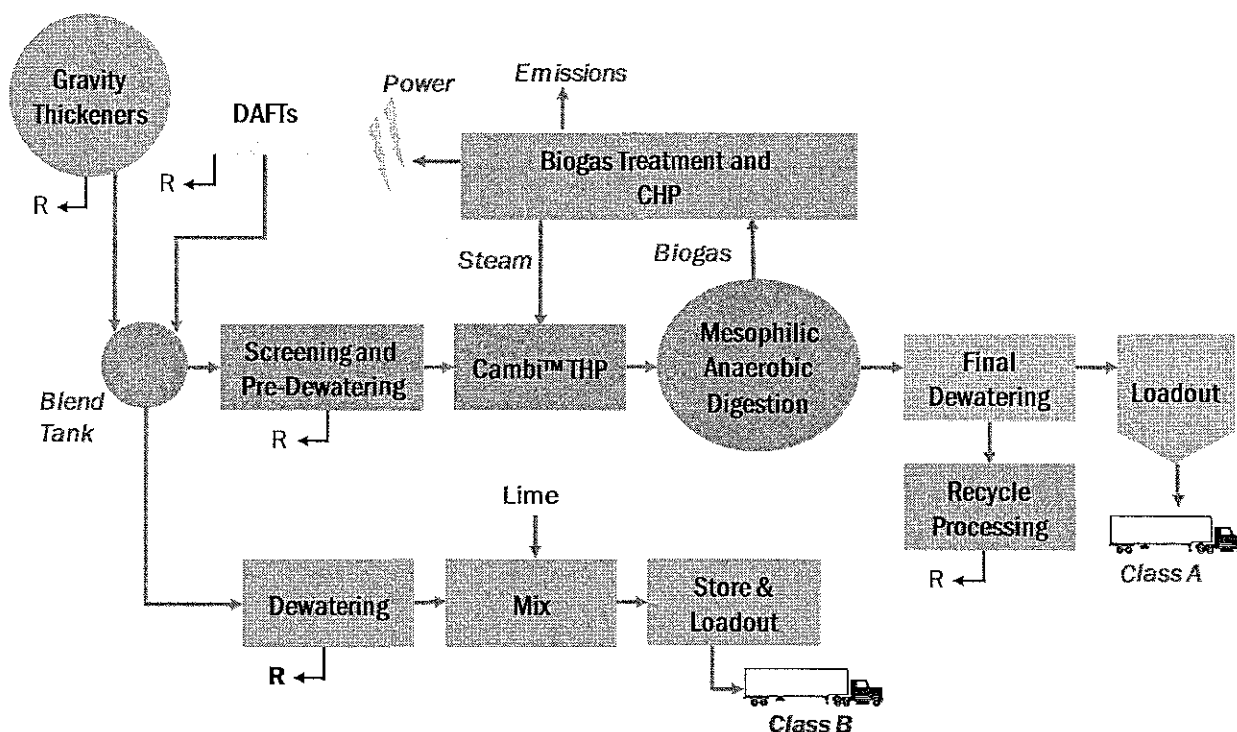 Gravity
Thickeners
DAFTs
Power
Emissions
Biogas Treatment and
CHP
R
R
Steam
Biogas
Blend
Tank
Screening and
Pre-Dewatering
R
Cambi™ THP
Mesophilic
Anaerobic
Digestion
Final
Dewatering
Loadout
Recycle
Processing
R
Class A
Lime
Dewatering
R
Mix
Store &
Loadout
Class B